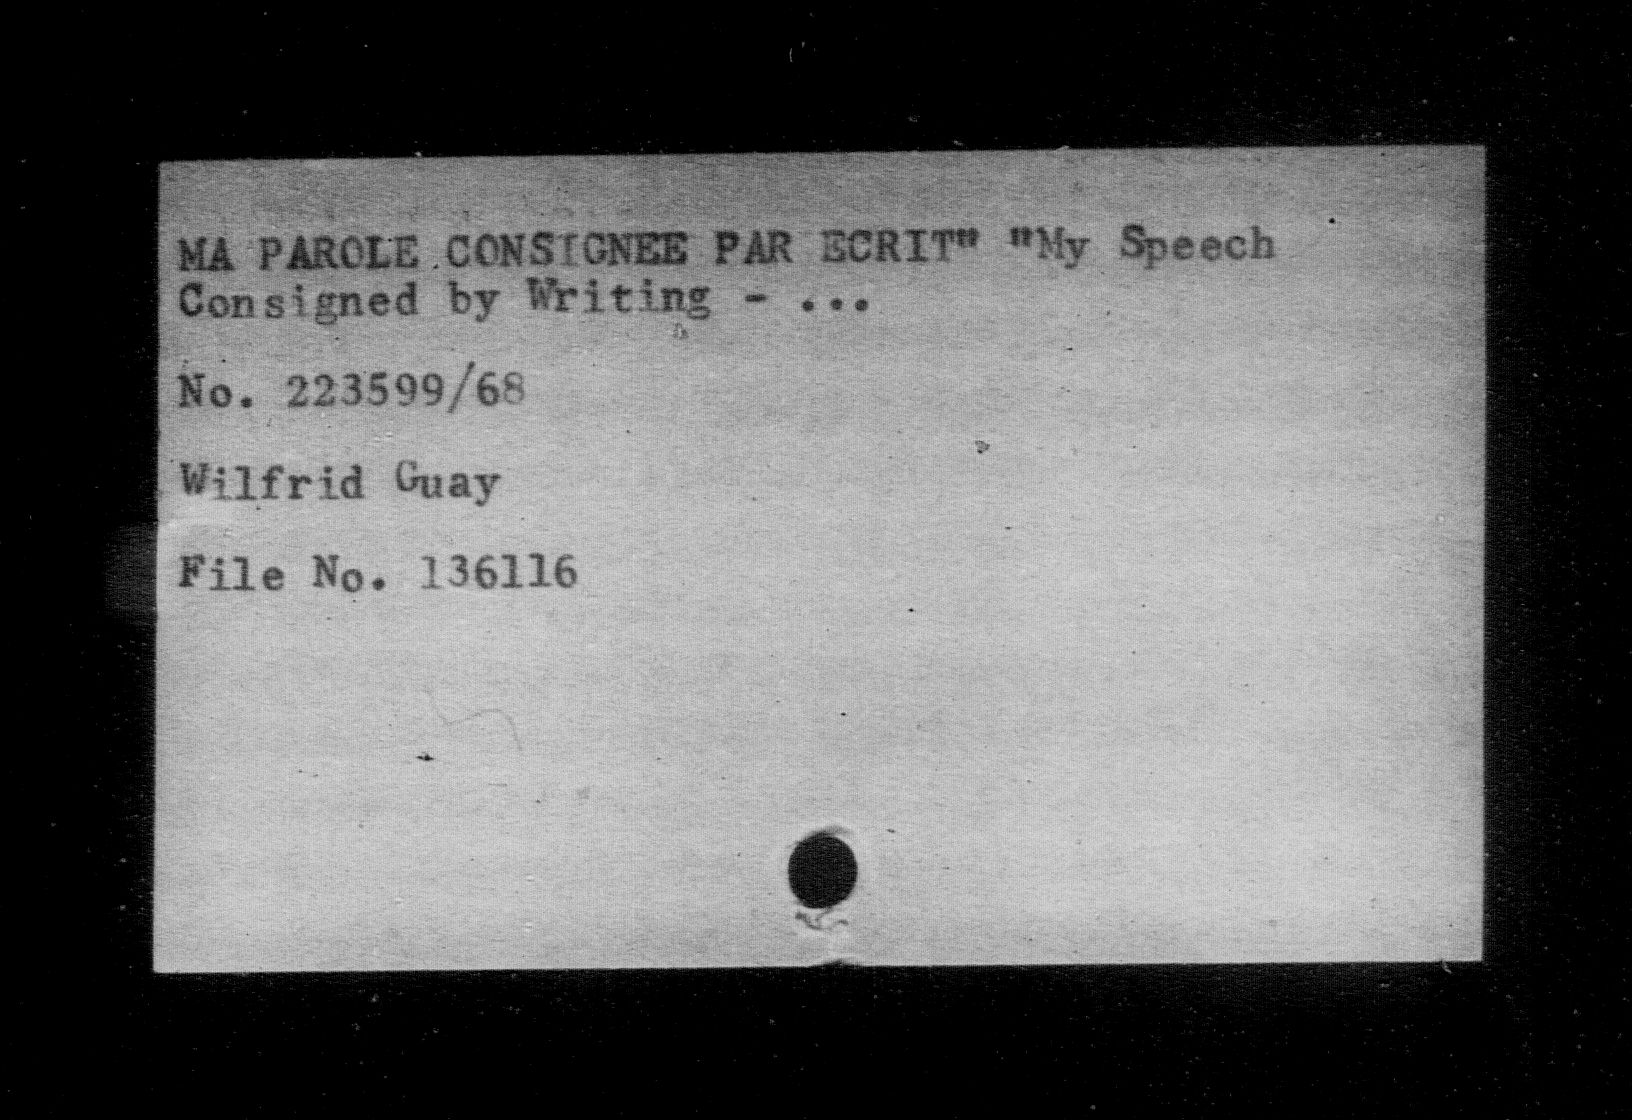 MA PAROLE CONSIGNEE PAR ECRIT" "My Speech
Consigned by Writing - ...
No. 223599/68
Wilfrid Guay
File No. 136116